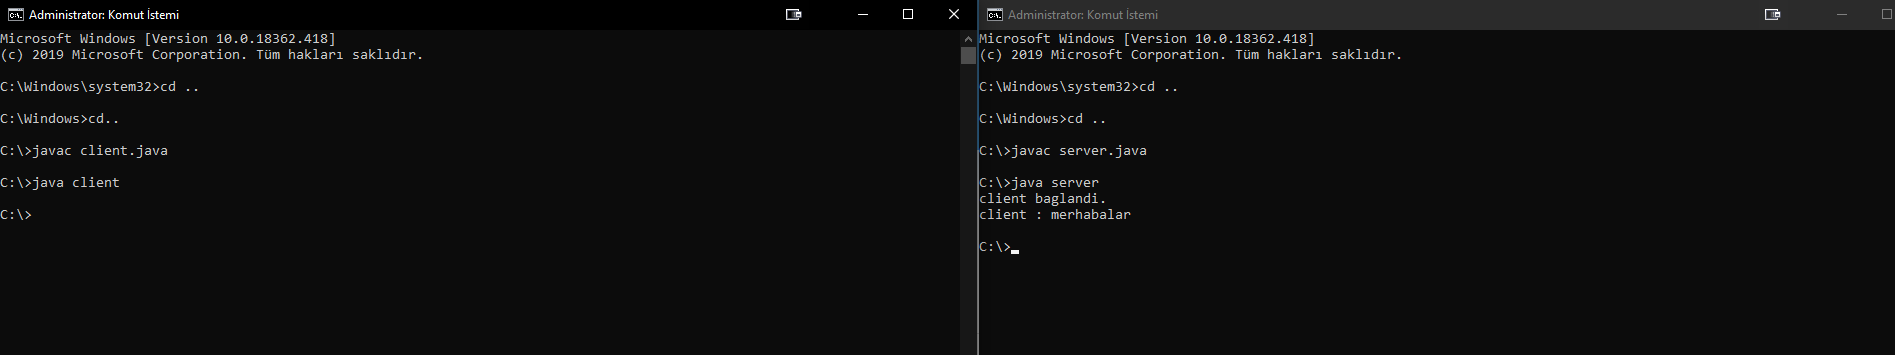 Administrator: Komut İstemi
Microsoft Windows [Version 10.0.18362.418]
(c) 2019 Microsoft Corporation. Tüm hakları saklıdır.
C:\Windows\system32>cd ..
C:\Windows>cd..
C:\>javac client.java
C:\>java client
C:\>
Administrator: Komut İstemi
Microsoft Windows [Version 10.0.18362.418]
(c) 2019 Microsoft Corporation. Tüm hakları saklıdır.
C:\Windows\system32>cd ..
C:\Windows>cd ..
C:\>javac server.java
C:\>java server
client baglandi.
client : merhabalar
C:\>